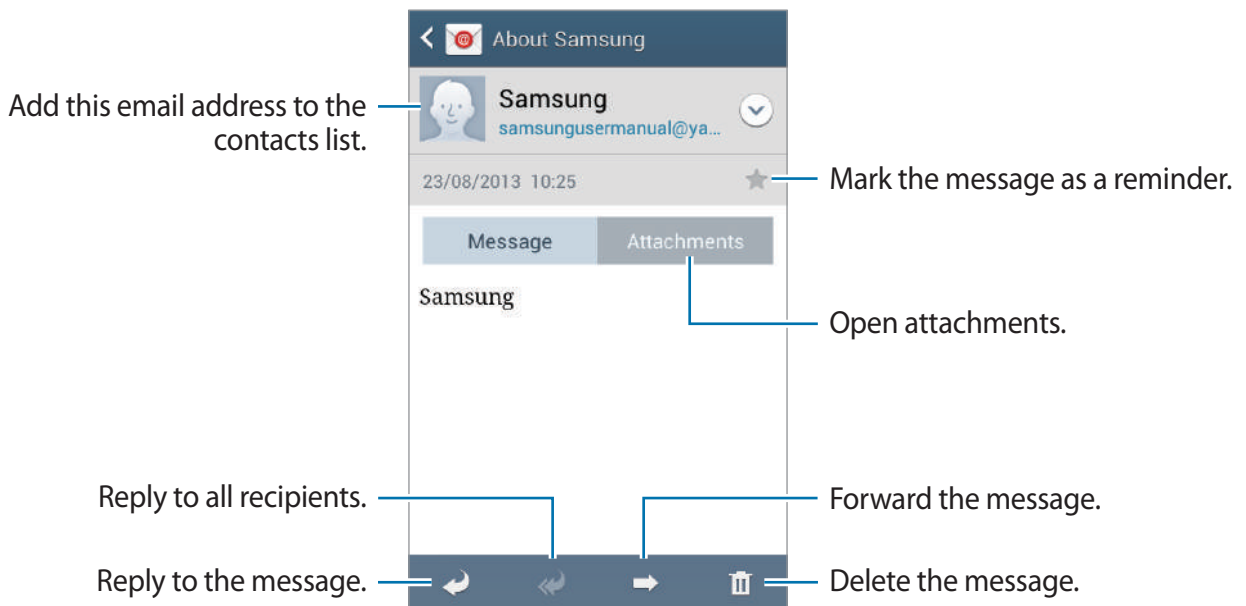 About Samsung
Add this email address to the
contacts list.
Samsung
samsungusermanual@ya...
23/08/2013 10:25
Mark the message as a reminder.
Message
Attachments
Samsung
Open attachments.
Reply to all recipients.
Forward the message.
Reply to the message.
Delete the message.